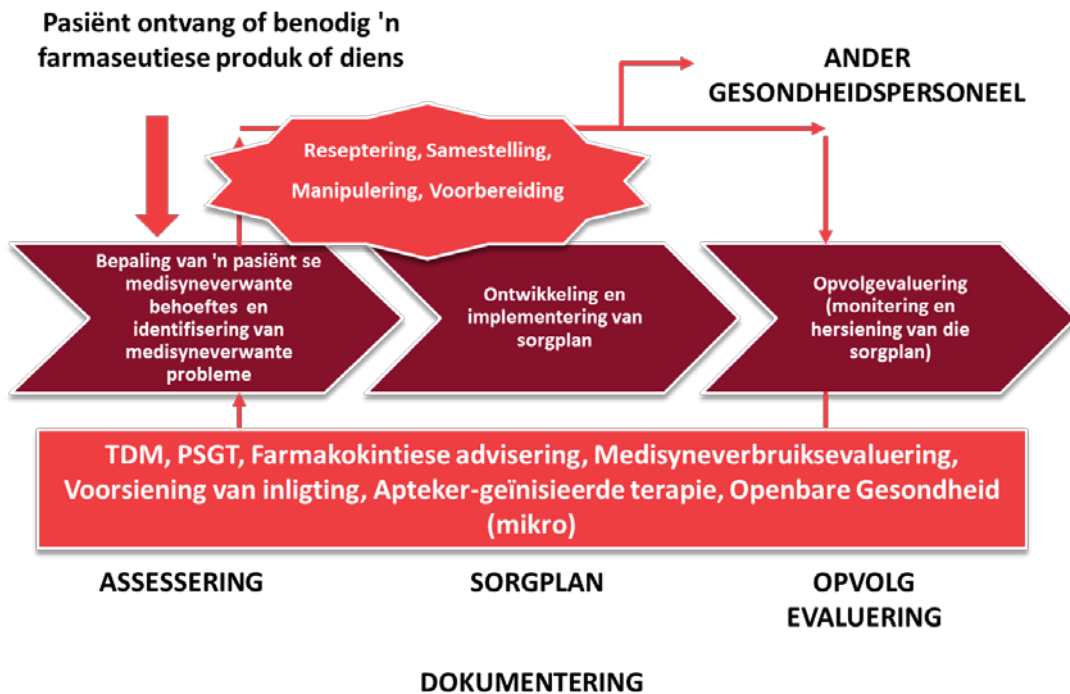 Pasiënt ontvang of benodig 'n
farmaseutiese produk of diens
ANDER
GESONDHEIDSPERSONEEL
Reseptering, Samestelling,
Manipulering, Voorbereiding
Bepaling van 'n pasiënt se
medisyneverwante
behoeftes en
identifisering van
medisyneverwante
probleme
Ontwikkeling en
implementering van
sorgplan
Opvolgevaluering
(monitering en
hersiening van die
sorgplan)
TDM, PSGT, Farmakokintiese advisering, Medisyneverbruiksevaluering,
Voorsiening van inligting, Apteker-geïnisieerde terapie, Openbare Gesondheid
(mikro)
ASSESSERING
SORGPLAN
OPVOLG
EVALUERING
DOKUMENTERING